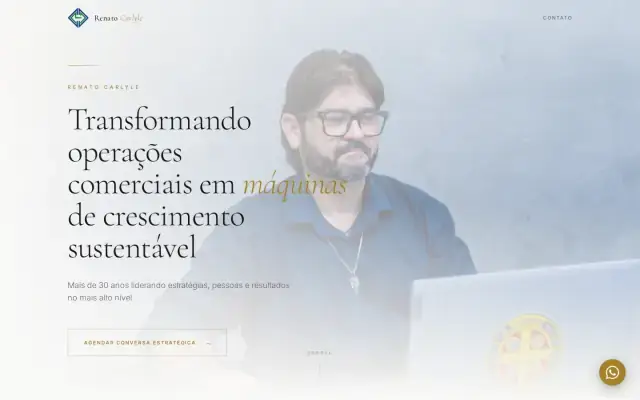 Renato Carlyle
CONTATO
RENATO CARLYLE
Transformando
operações
comerciais em máquinas
de crescimento
sustentável
Mais de 30 anos liderando estratégias, pessoas e resultados
no mais alto nível
AGENDAR CONVERSA ESTRATÉGICA →